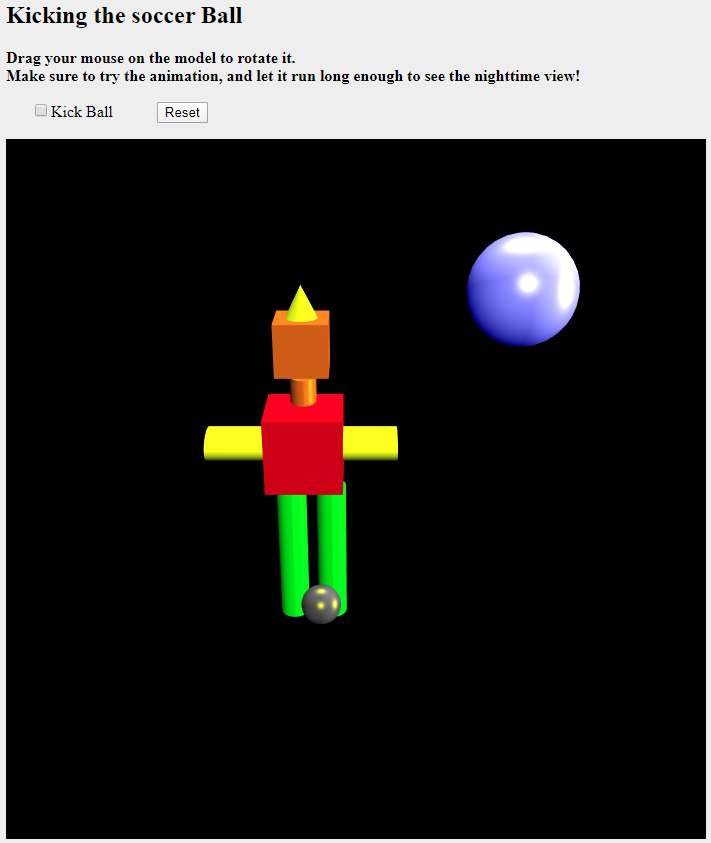 Kicking the soccer Ball
Drag your mouse on the model to rotate it.
Make sure to try the animation, and let it run long enough to see the nighttime view!
Kick Ball Reset